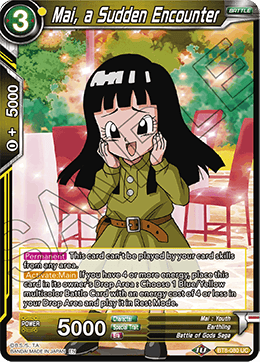 3
Mai, a Sudden Encounter
BATTLE
+ 5000
Permanent This card can't be played by your card skills
from any area.
Activate:Main If you have 4 or more energy, place this
card in its owner's Drop Area : Choose 1 Blue/Yellow
multicolor Battle Card with an energy cost of 4 or less
in your Drop Area and play it in Rest Mode.
POWER
5000
Character
Mai : Youth
Special Trait
Earthling
Era
Battle of Gods Saga
BANDAI MADE IN JAPAN
BT8-080 UC